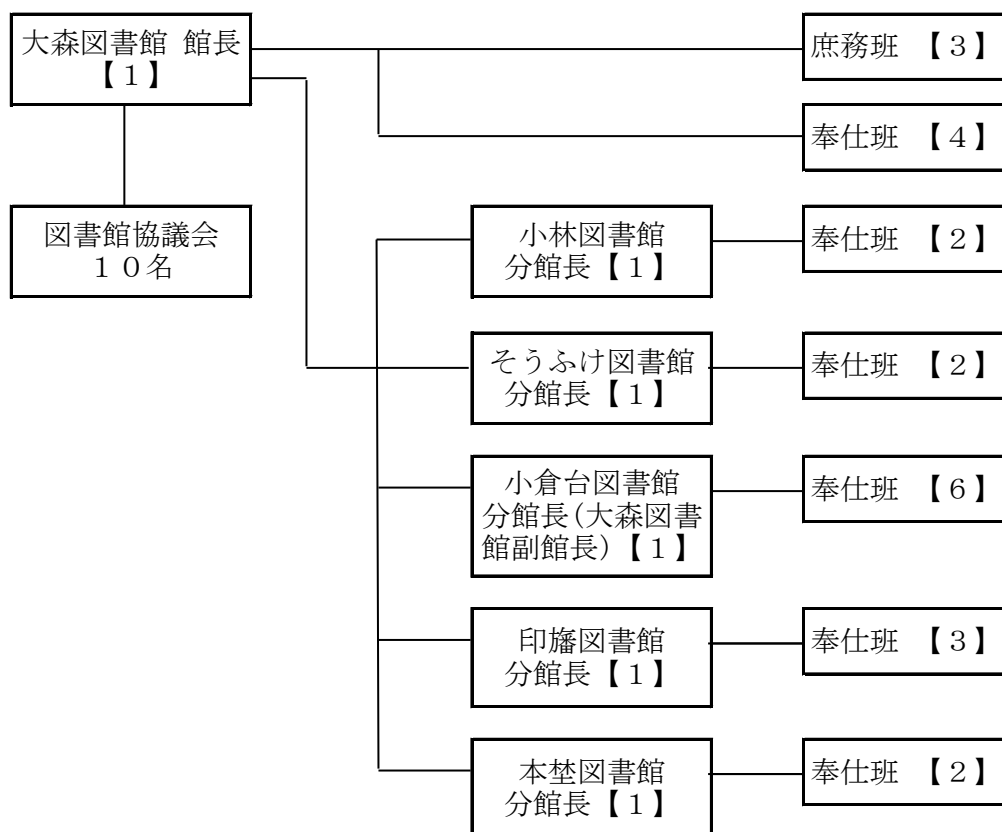 大森図書館 館長
【１】
庶務班 【３】
奉仕班 【４】
図書館協議会
１０名
小林図書館
分館長【１】
奉仕班 【２】
そうふけ図書館
分館長【１】
奉仕班 【２】
小倉台図書館
分館長(大森図書
館副館長)【１】
奉仕班 【６】
印旛図書館
分館長【１】
奉仕班 【３】
本埜図書館
分館長【１】
奉仕班 【２】